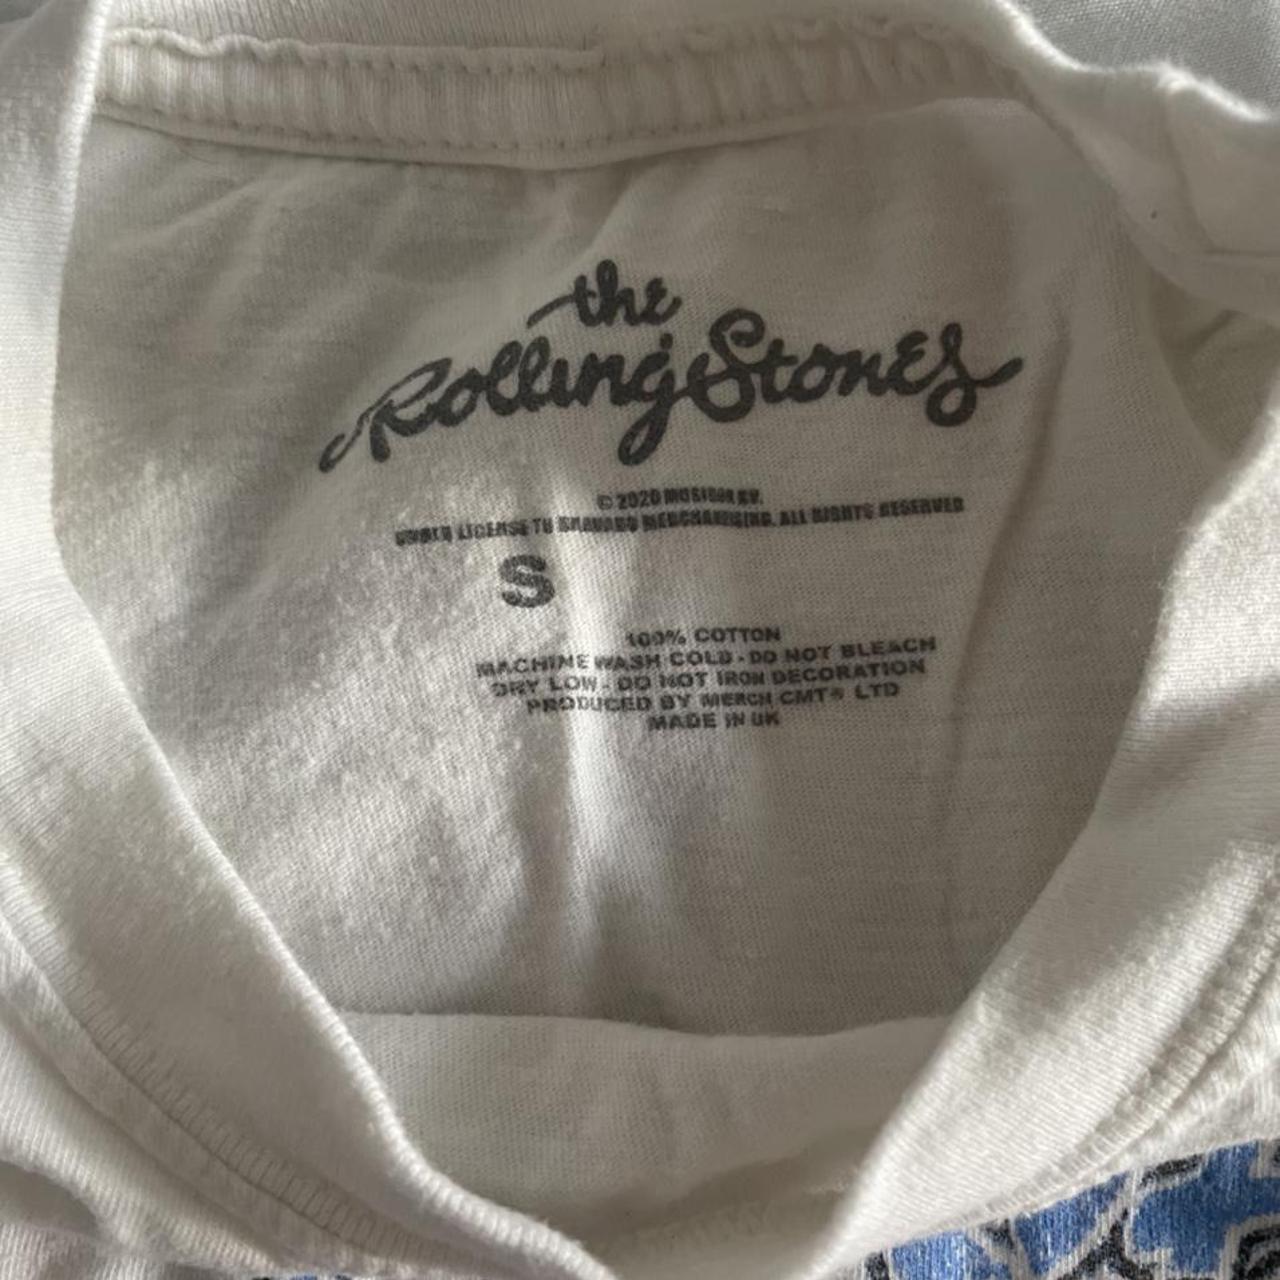 the
Rolling Stones
© 2020 MUSIDOR BV.
UNDER LICENSE TO BRAVADO MERCHANDISING. ALL RIGHTS RESERVED
S
100% COTTON
MACHINE WASH COLD - DO NOT BLEACH
DRY LOW - DO NOT IRON DECORATION
PRODUCED BY MERCH CMT® LTD
MADE IN UK